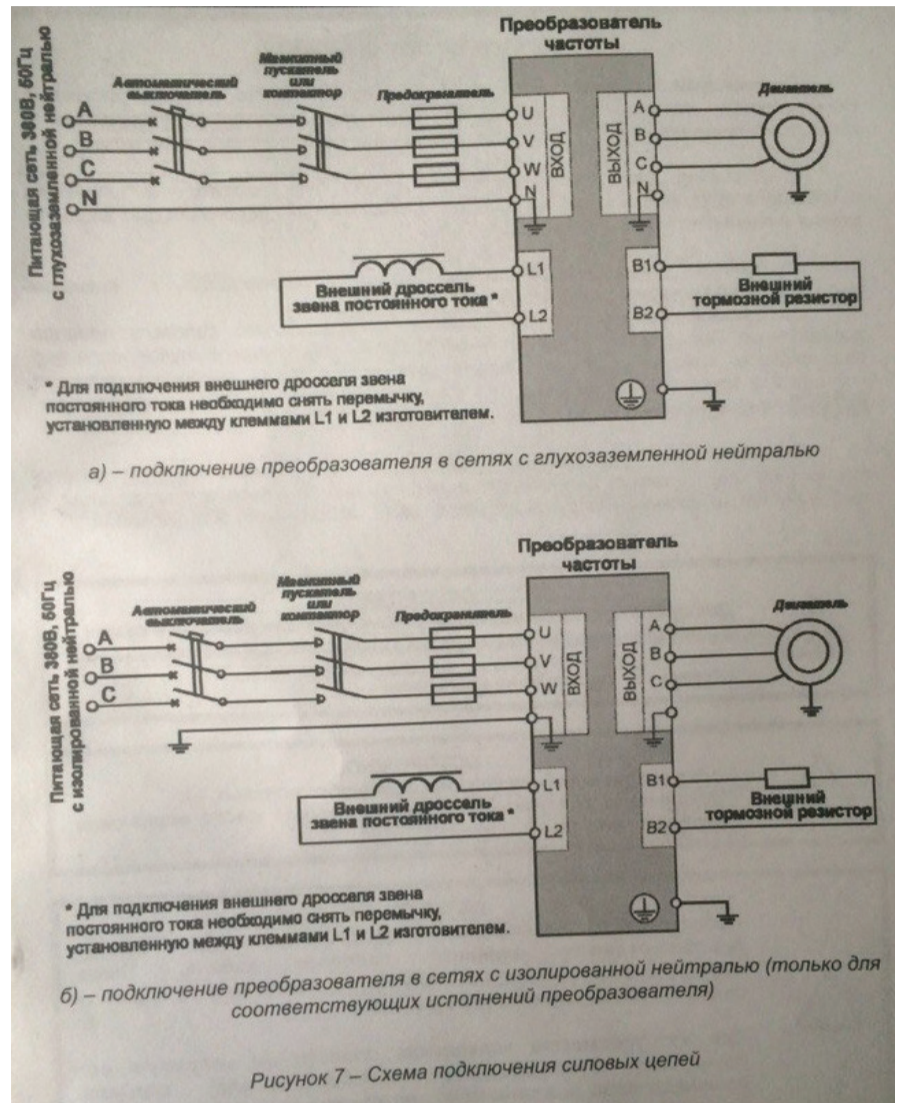 Преобразователь
частоты
Питающая сеть 380В, 50Гц
с глухозаземленной нейтралью
Автоматический
выключатель
Магнитный
пускатель
или
контактор
Предохранитель
Двигатель
A
B
C
N
U
V
W
N
ВХОД
ВЫХОД
A
B
C
N
L1
L2
Внешний дроссель
звена постоянного тока *
B1
B2
Внешний
тормозной резистор
* Для подключения внешнего дросселя звена
постоянного тока необходимо снять перемычку,
установленную между клеммами L1 и L2 изготовителем.
а) – подключение преобразователя в сетях с глухозаземленной нейтралью
Преобразователь
частоты
Питающая сеть 380В, 50Гц
с изолированной нейтралью
Автоматический
выключатель
Магнитный
пускатель
или
контактор
Предохранитель
Двигатель
A
B
C
U
V
W
ВХОД
ВЫХОД
A
B
C
L1
L2
Внешний дроссель
звена постоянного тока *
B1
B2
Внешний
тормозной резистор
* Для подключения внешнего дросселя звена
постоянного тока необходимо снять перемычку,
установленную между клеммами L1 и L2 изготовителем.
б) – подключение преобразователя в сетях с изолированной нейтралью (только для
соответствующих исполнений преобразователя)
Рисунок 7 – Схема подключения силовых цепей